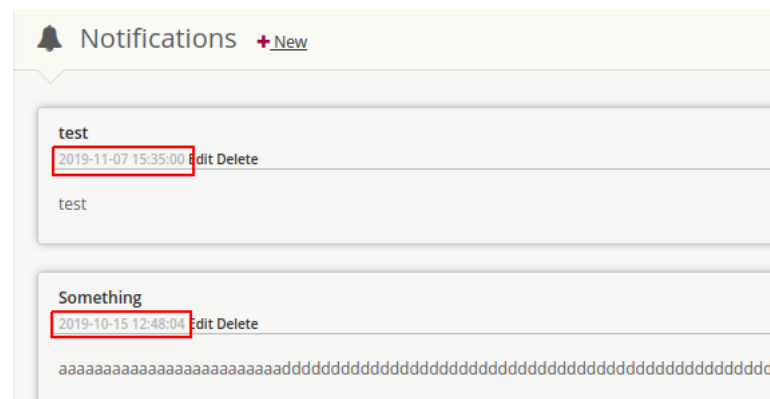 Notifications + New
test
2019-11-07 15:35:00 Edit Delete
test
Something
2019-10-15 12:48:04 Edit Delete